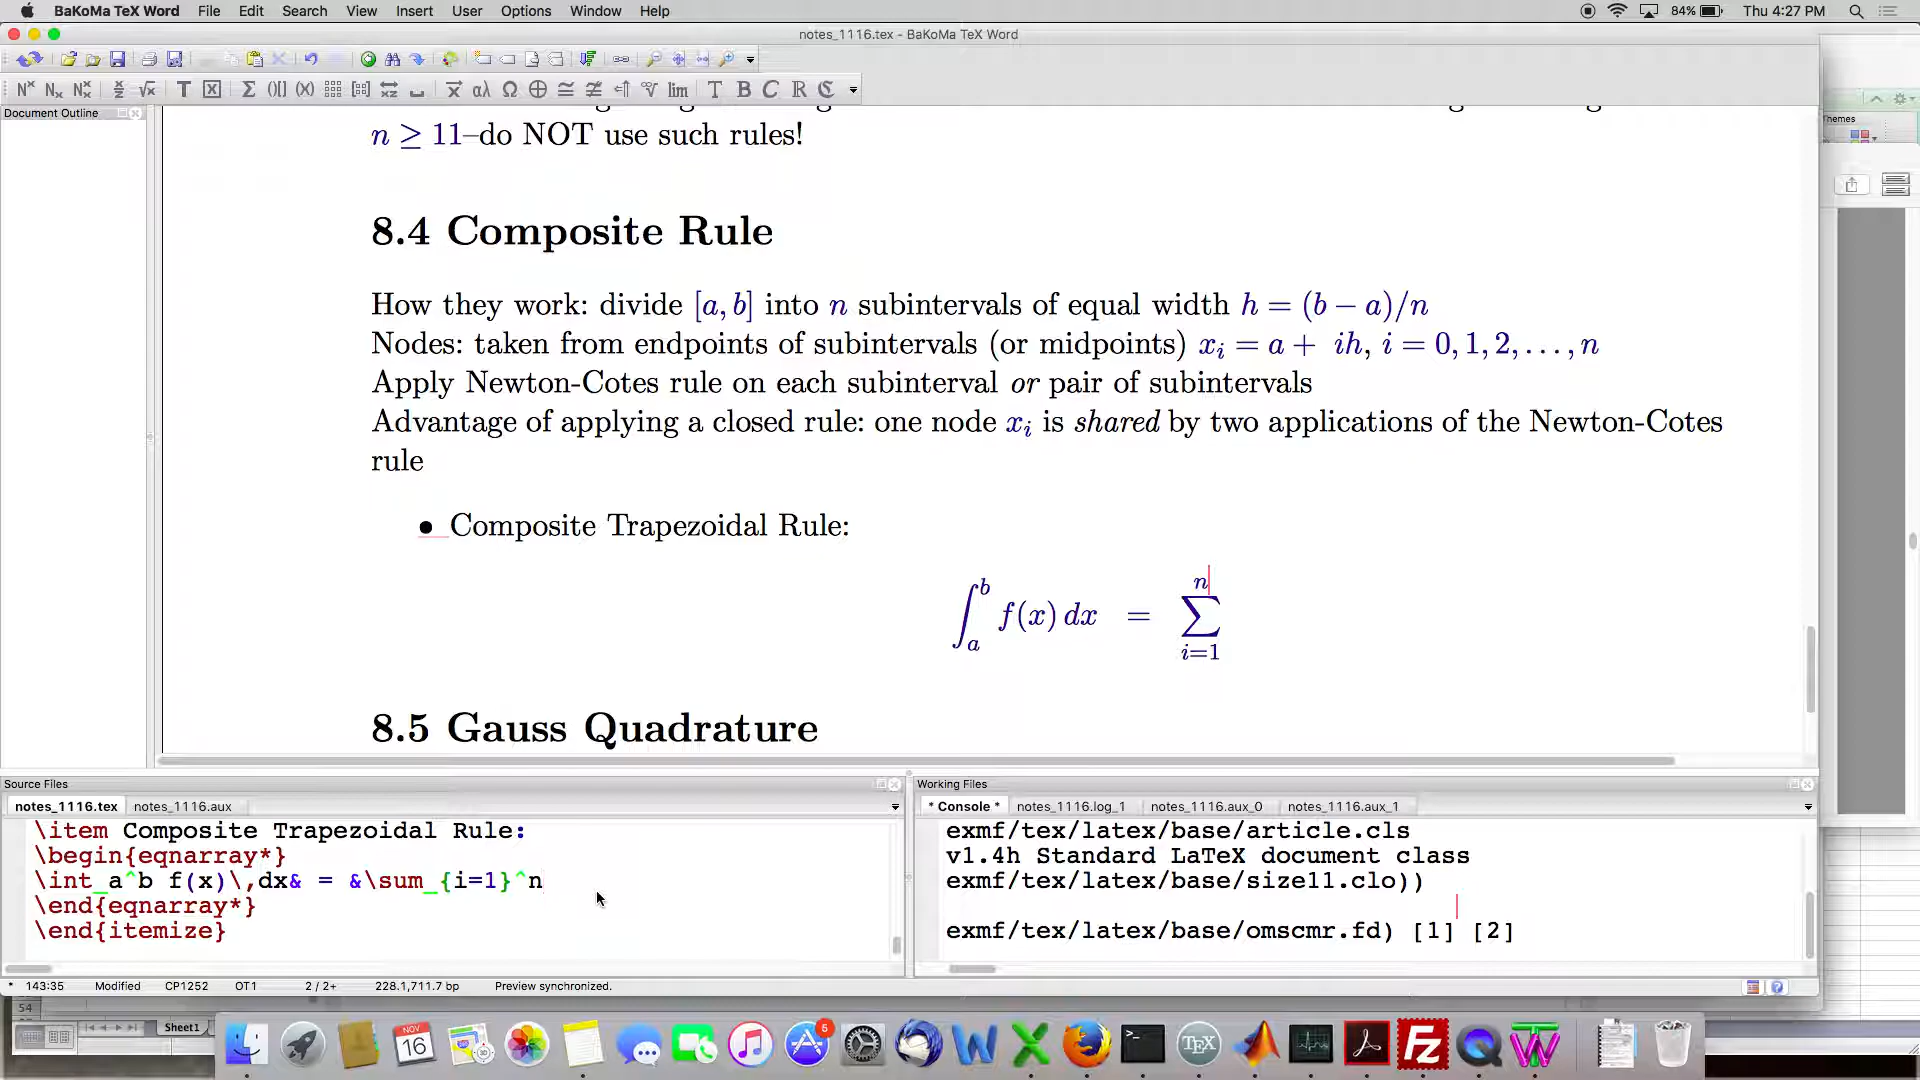 BaKoMa TeX Word File Edit Search View Insert User Options Window Help 84% Thu 4:27 PM
notes_1116.tex - BaKoMa TeX Word
Document Outline
n ≥ 11–do NOT use such rules!
8.4 Composite Rule
How they work: divide [a, b] into n subintervals of equal width h = (b − a)/n
Nodes: taken from endpoints of subintervals (or midpoints) x_i = a + ih, i = 0, 1, 2, . . . , n
Apply Newton-Cotes rule on each subinterval or pair of subintervals
Advantage of applying a closed rule: one node x_i is shared by two applications of the Newton-Cotes
rule
• Composite Trapezoidal Rule:
∫_a^b f(x) dx = ∑_{i=1}^n
8.5 Gauss Quadrature
Source Files
notes_1116.tex notes_1116.aux
\item Composite Trapezoidal Rule:
\begin{eqnarray*}
\int_a^b f(x)\,dx& = &\sum_{i=1}^n
\end{eqnarray*}
\end{itemize}
Working Files
* Console * notes_1116.log_1 notes_1116.aux_0 notes_1116.aux_1
exmf/tex/latex/base/article.cls
v1.4h Standard LaTeX document class
exmf/tex/latex/base/size11.clo))
exmf/tex/latex/base/omscmr.fd) [1] [2]
* 143:35 Modified CP1252 OT1 2 / 2+ 228.1,711.7 bp Preview synchronized.
54
Sheet1
NOV
16
5